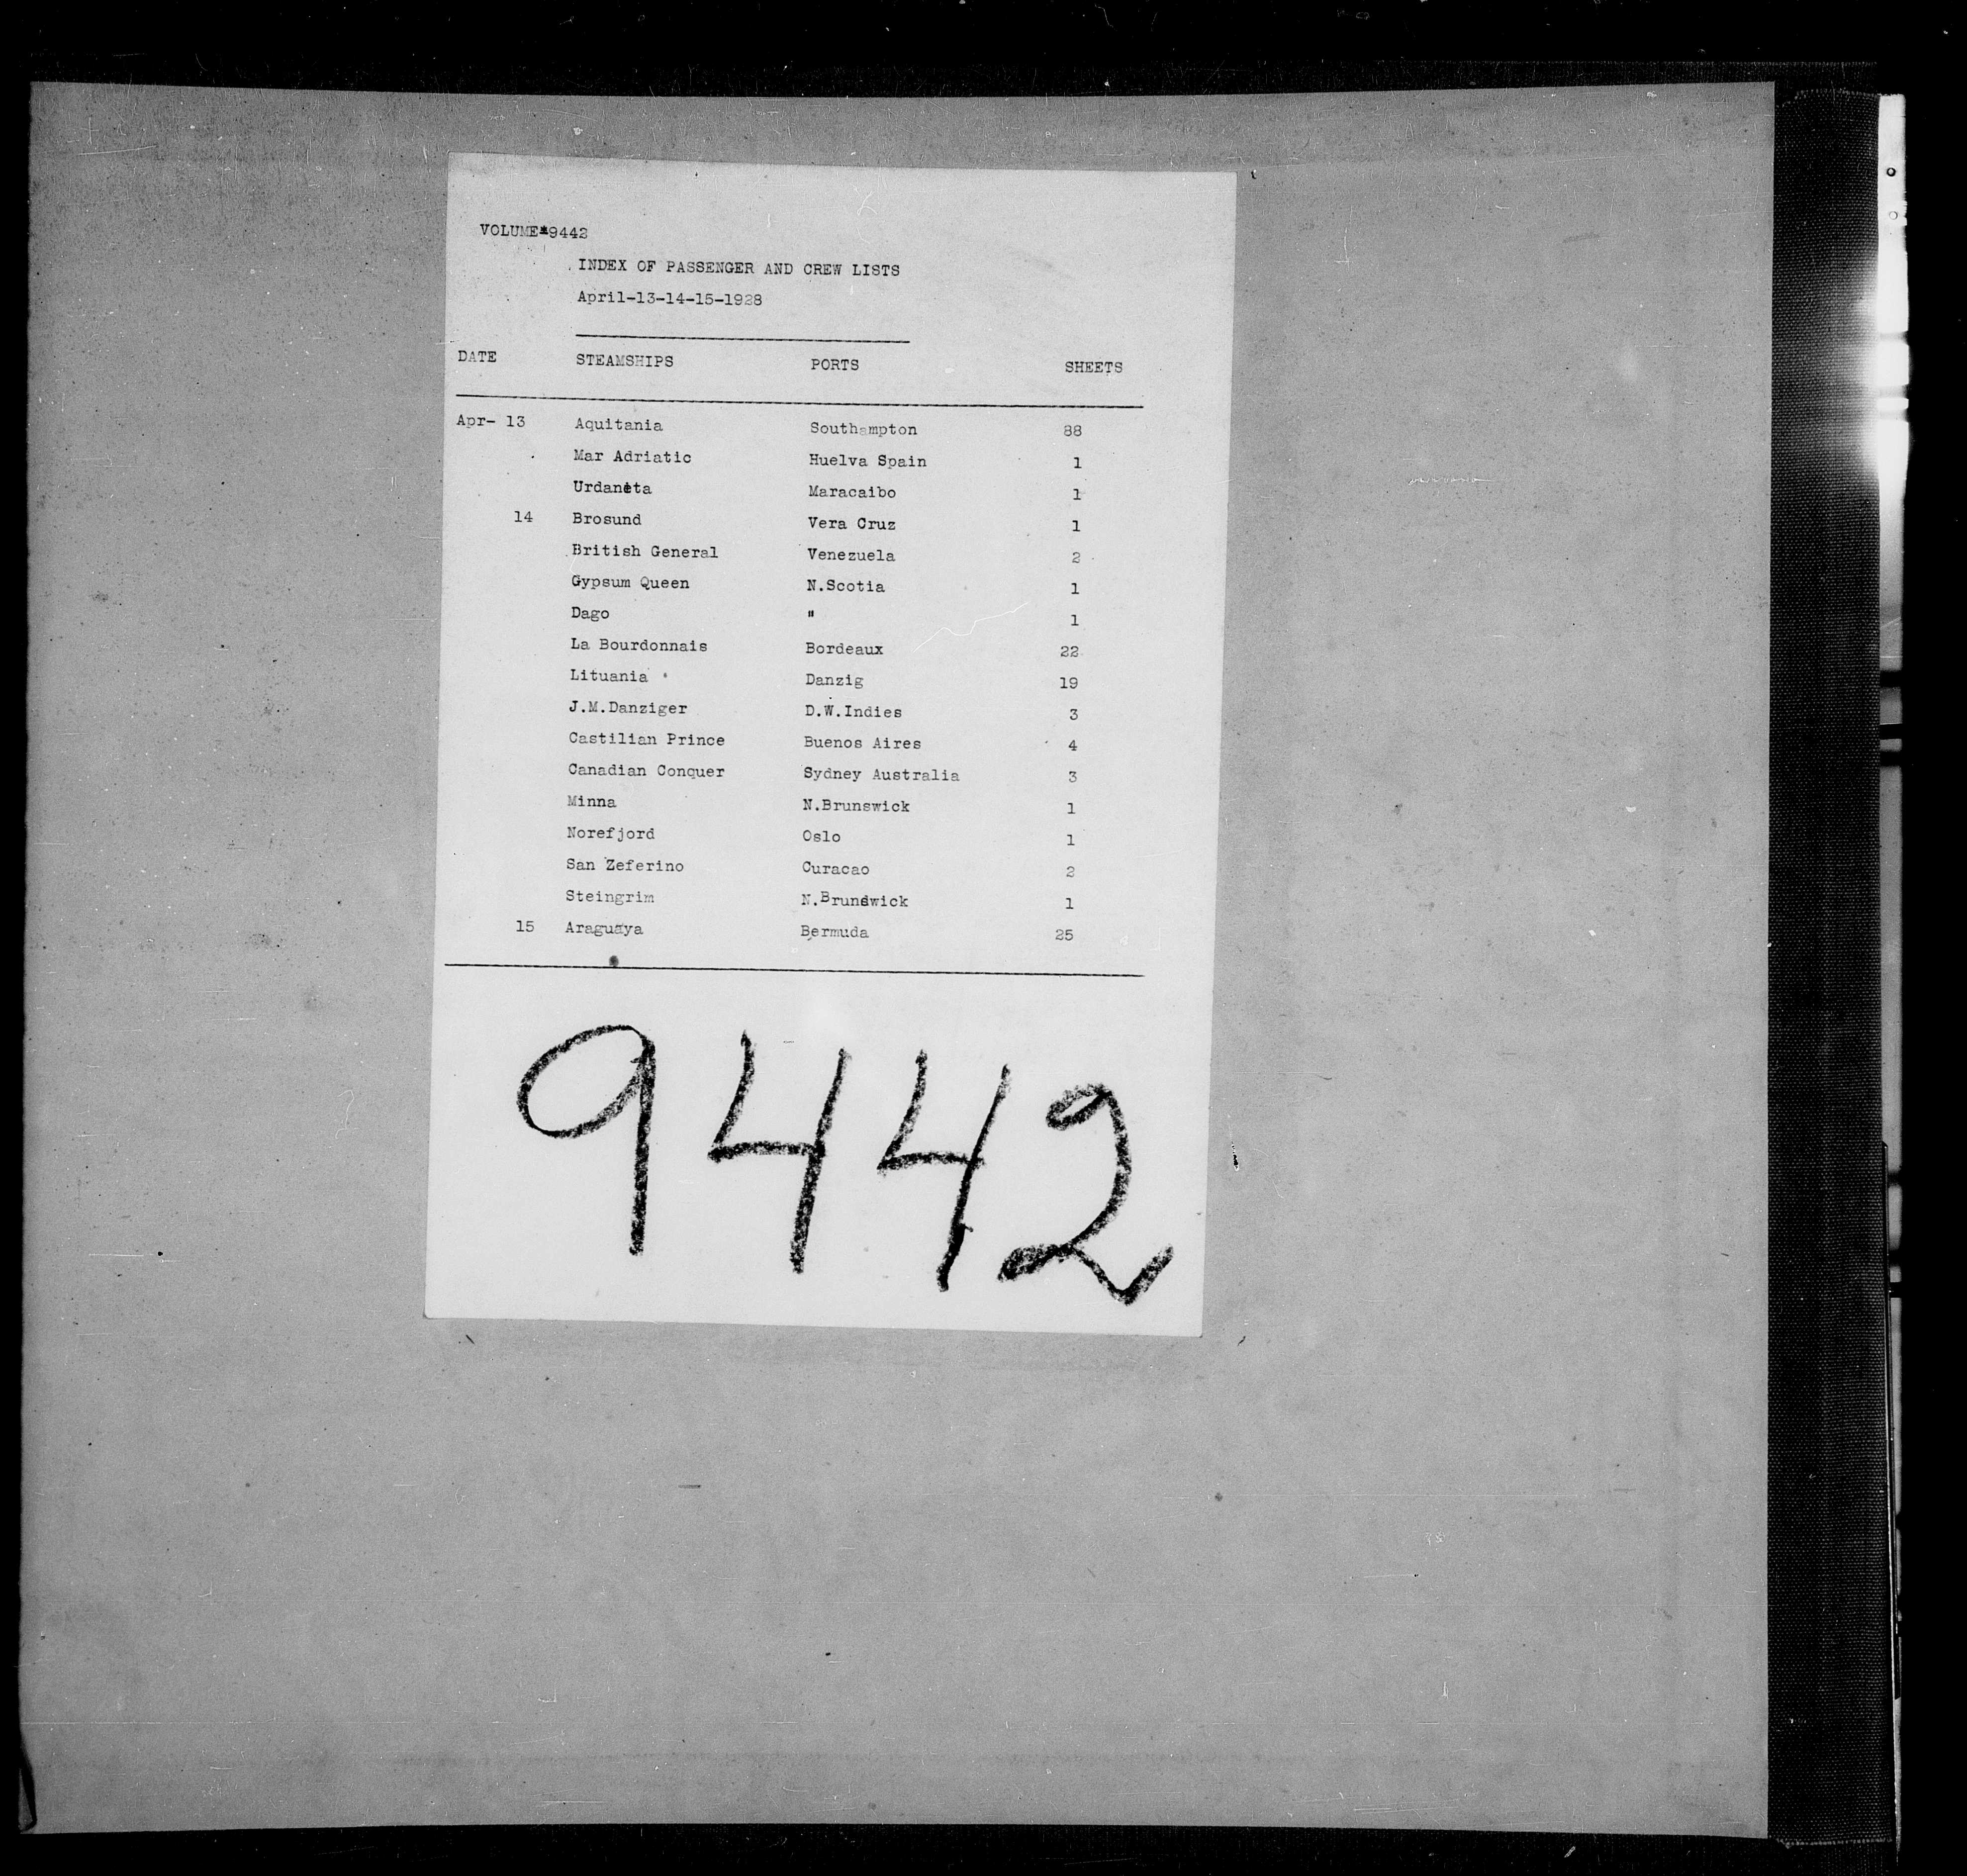 VOLUME*9442
INDEX OF PASSENGER AND CREW LISTS
April-13-14-15-1928
DATE STEAMSHIPS PORTS SHEETS
Apr- 13 Aquitania Southampton 88
Mar Adriatic Huelva Spain 1
Urdaneta Maracaibo 1
14 Brosund Vera Cruz 1
British General Venezuela 2
Gypsum Queen N.Scotia 1
Dago " 1
La Bourdonnais Bordeaux 22
Lituania Danzig 19
J.M.Danziger D.W.Indies 3
Castilian Prince Buenos Aires 4
Canadian Conquer Sydney Australia 3
Minna N.Brunswick 1
Norefjord Oslo 1
San Zeferino Curacao 2
Steingrim N.Brunswick 1
15 Araguaya Bermuda 25
9442